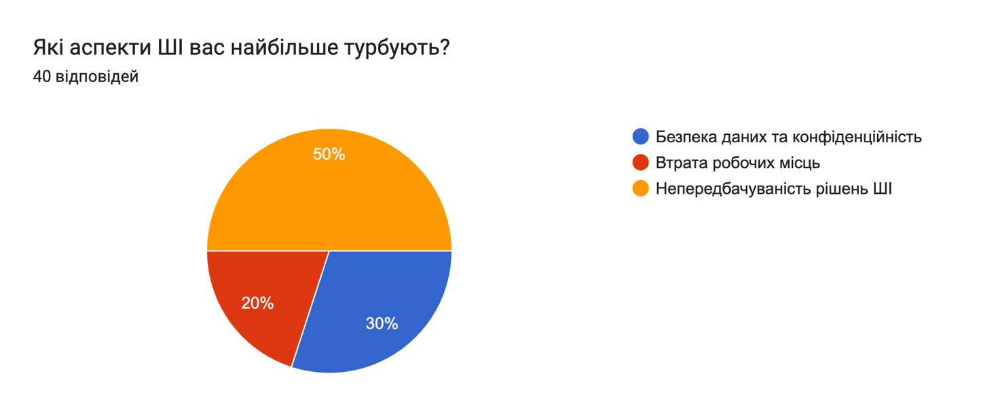 Які аспекти ШІ вас найбільше турбують?
40 відповідей
50%
20%
30%
Безпека даних та конфіденційність
Втрата робочих місць
Непередбачуваність рішень ШІ